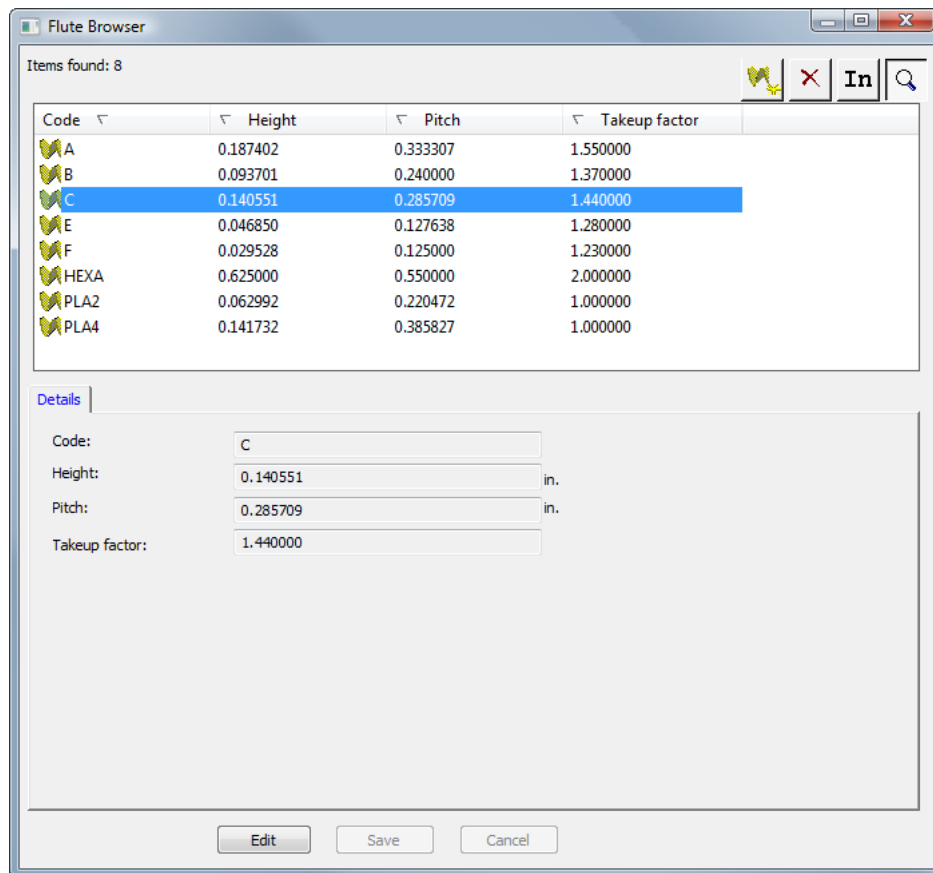 Flute Browser
Items found: 8
In
Code Height Pitch Takeup factor
A 0.187402 0.333307 1.550000
B 0.093701 0.240000 1.370000
C 0.140551 0.285709 1.440000
E 0.046850 0.127638 1.280000
F 0.029528 0.125000 1.230000
HEXA 0.625000 0.550000 2.000000
PLA2 0.062992 0.220472 1.000000
PLA4 0.141732 0.385827 1.000000
Details
Code: C
Height: 0.140551 in.
Pitch: 0.285709 in.
Takeup factor: 1.440000
Edit Save Cancel